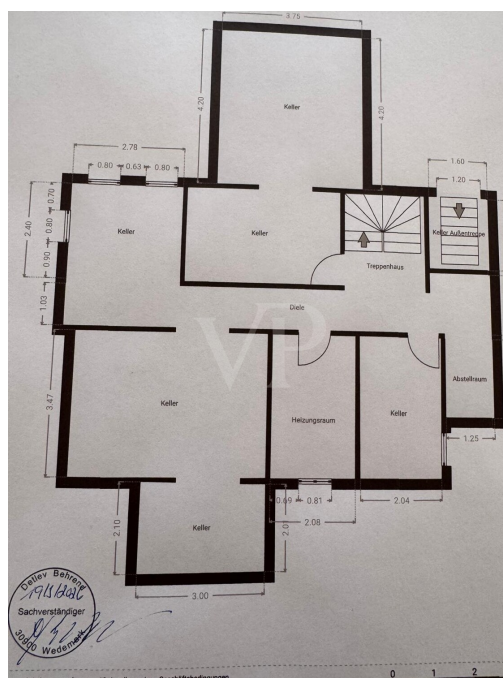 3.75
4.20
4.20
Keller
2.78
0.80 0.63 0.80
1.60
1.20
0.70
2.40
0.80
0.90
1.03
Keller
Keller
Keller Außentreppe
Treppenhaus
Diele
VP
3.47
Keller
Heizungsraum
Keller
Abstellraum
1.25
0.69 0.81
2.04
2.08
2.10
Keller
3.00
Detlev Behrend
Sachverständiger
30900 Wedemark
0 1 2